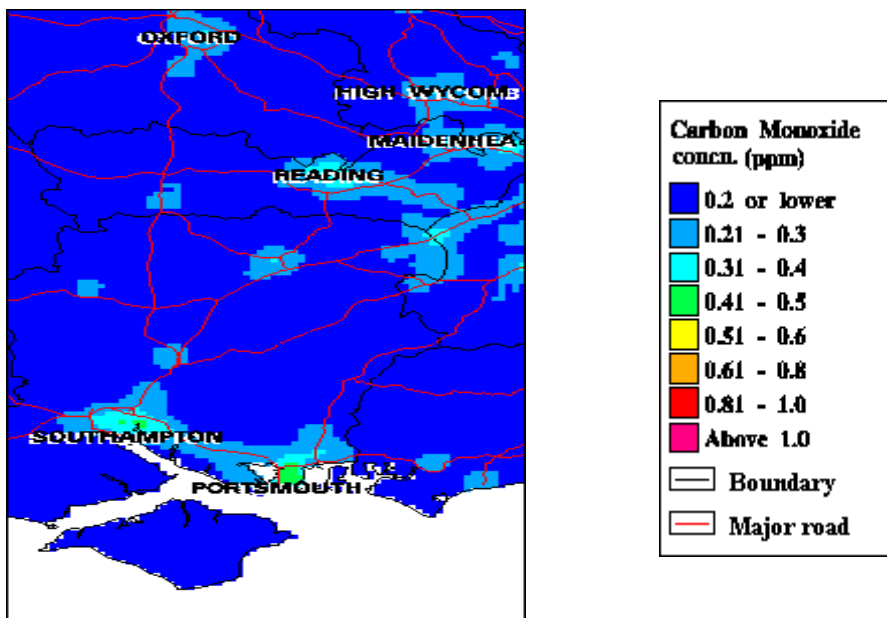 OXFORD
HIGH WYCOMB
MAIDENHEA
READING
SOUTHAMPTON
PORTSMOUTH
Carbon Monoxide
concn. (ppm)
0.2 or lower
0.21 - 0.3
0.31 - 0.4
0.41 - 0.5
0.51 - 0.6
0.61 - 0.8
0.81 - 1.0
Above 1.0
Boundary
Major road